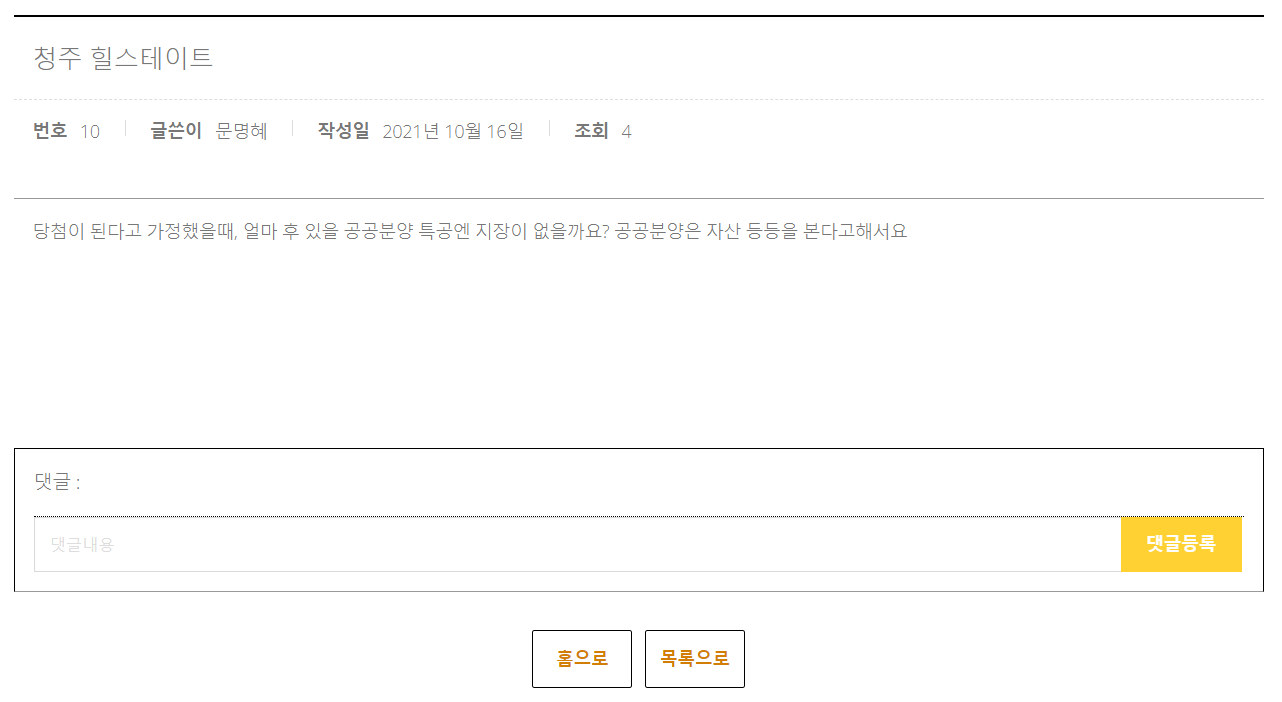 청주 힐스테이트
번호 10 글쓴이 문명혜 작성일 2021년 10월 16일 조회 4
당첨이 된다고 가정했을때, 얼마 후 있을 공공분양 특공엔 지장이 없을까요? 공공분양은 자산 등등을 본다고해서요
댓글 :
댓글내용 댓글등록
홈으로 목록으로